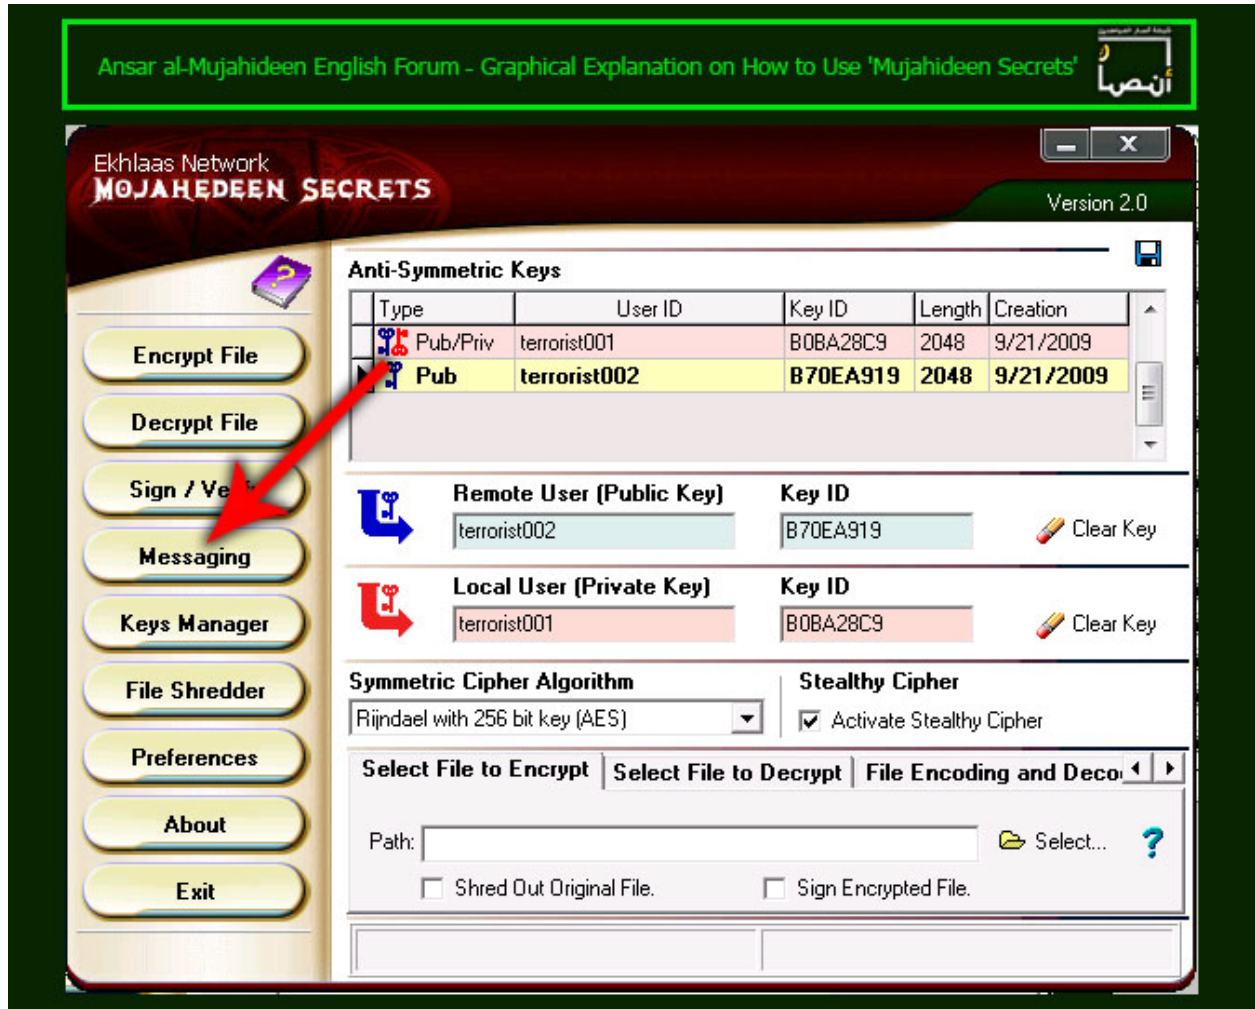 Ansar al-Mujahideen English Forum - Graphical Explanation on How to Use 'Mujahideen Secrets'
أنصار
Ekhlaas Network
MOJAHEDEEN SECRETS
Version 2.0
Anti-Symmetric Keys
Type User ID Key ID Length Creation
Pub/Priv terrorist001 B0BA28C9 2048 9/21/2009
Pub terrorist002 B70EA919 2048 9/21/2009
Encrypt File
Decrypt File
Sign /
Messaging
Keys Manager
File Shredder
Preferences
About
Exit
Remote User (Public Key) Key ID
terrorist002 B70EA919 Clear Key
Local User (Private Key) Key ID
terrorist001 B0BA28C9 Clear Key
Symmetric Cipher Algorithm Stealthy Cipher
Rijndael with 256 bit key (AES) Activate Stealthy Cipher
Select File to Encrypt Select File to Decrypt File Encoding and Deco
Path: Select... ?
Shred Out Original File. Sign Encrypted File.